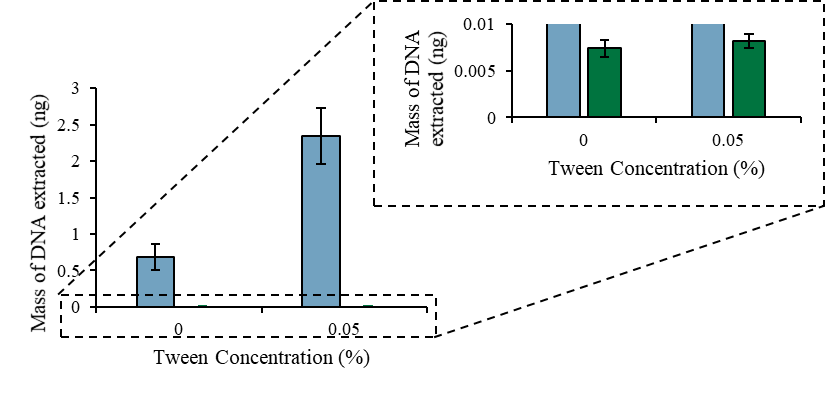 Mass of DNA
extracted (ng)
0.01
0.005
0
0
0.05
Tween Concentration (%)
Mass of DNA extracted (ng)
3
2.5
2
1.5
1
0.5
0
0
0.05
Tween Concentration (%)